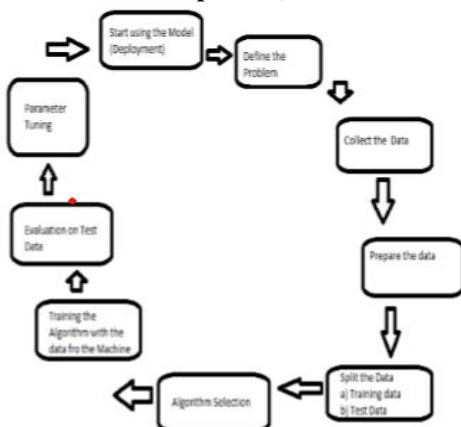 Start using the Model
(Deployment)
Define the
Problem
Collect the Data
Prepare the data
Split the Data
a) Training data
b) Test Data
Algorithm Selection
Training the
Algorithm with the
data fro the Machine
Evaluation on Test
Data
Parameter
Tuning